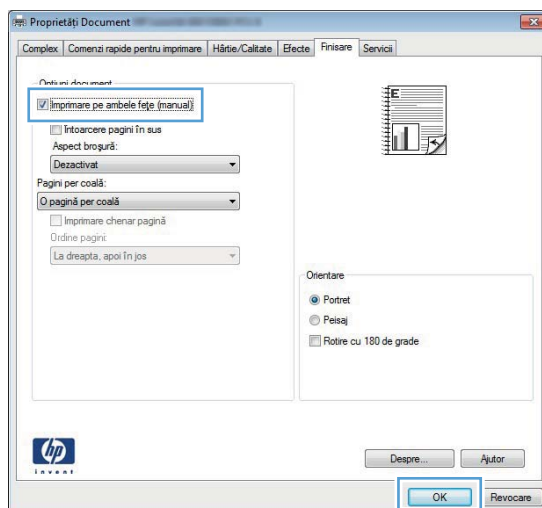 Proprietăți Document
Complex Comenzi rapide pentru imprimare Hârtie/Calitate Efecte Finisare Servicii
Opțiuni document
Imprimare pe ambele fețe (manual)
Întoarcere pagini în sus
Aspect broșură:
Dezactivat
Pagini per coală:
O pagină per coală
Imprimare chenar pagină
Ordine pagini:
La dreapta, apoi în jos
E
Orientare
Portret
Peisaj
Rotire cu 180 de grade
hp
invent
Despre... Ajutor
OK Revocare